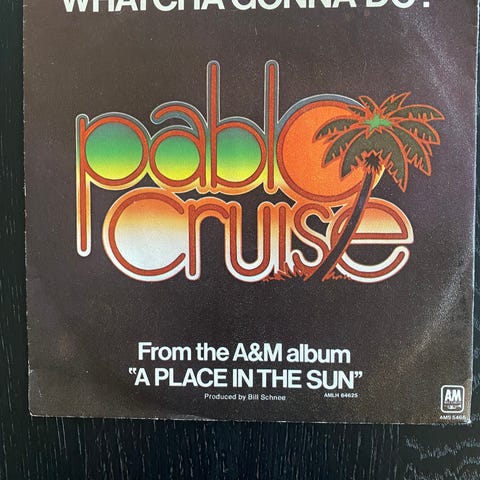 WHATCHA GONNA DO?
pablo
cruise
From the A&M album
"A PLACE IN THE SUN"
Produced by Bill Schnee AMLH 64625
AM
AMS 5465